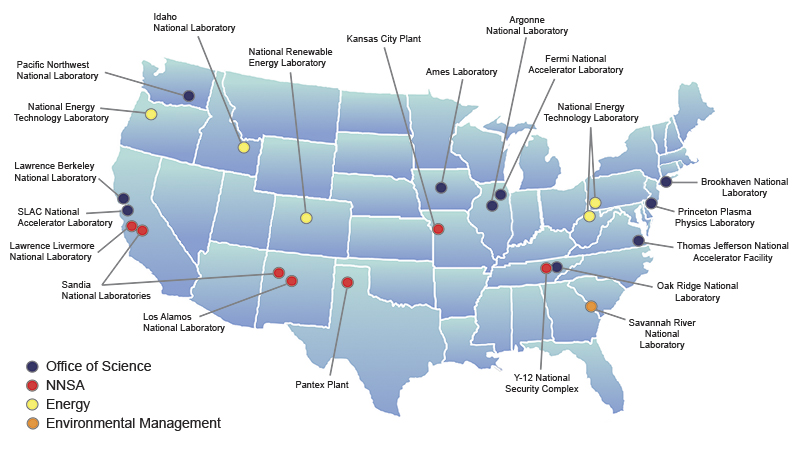 Idaho
National Laboratory
Argonne
National Laboratory
Kansas City Plant
National Renewable
Energy Laboratory
Fermi National
Accelerator Laboratory
Pacific Northwest
National Laboratory
Ames Laboratory
National Energy
Technology Laboratory
National Energy
Technology Laboratory
Lawrence Berkeley
National Laboratory
Brookhaven National
Laboratory
SLAC National
Accelerator Laboratory
Princeton Plasma
Physics Laboratory
Lawrence Livermore
National Laboratory
Thomas Jefferson National
Accelerator Facility
Sandia
National Laboratories
Oak Ridge National
Laboratory
Los Alamos
National Laboratory
Savannah River
National
Laboratory
Pantex Plant
Y-12 National
Security Complex
Office of Science
NNSA
Energy
Environmental Management